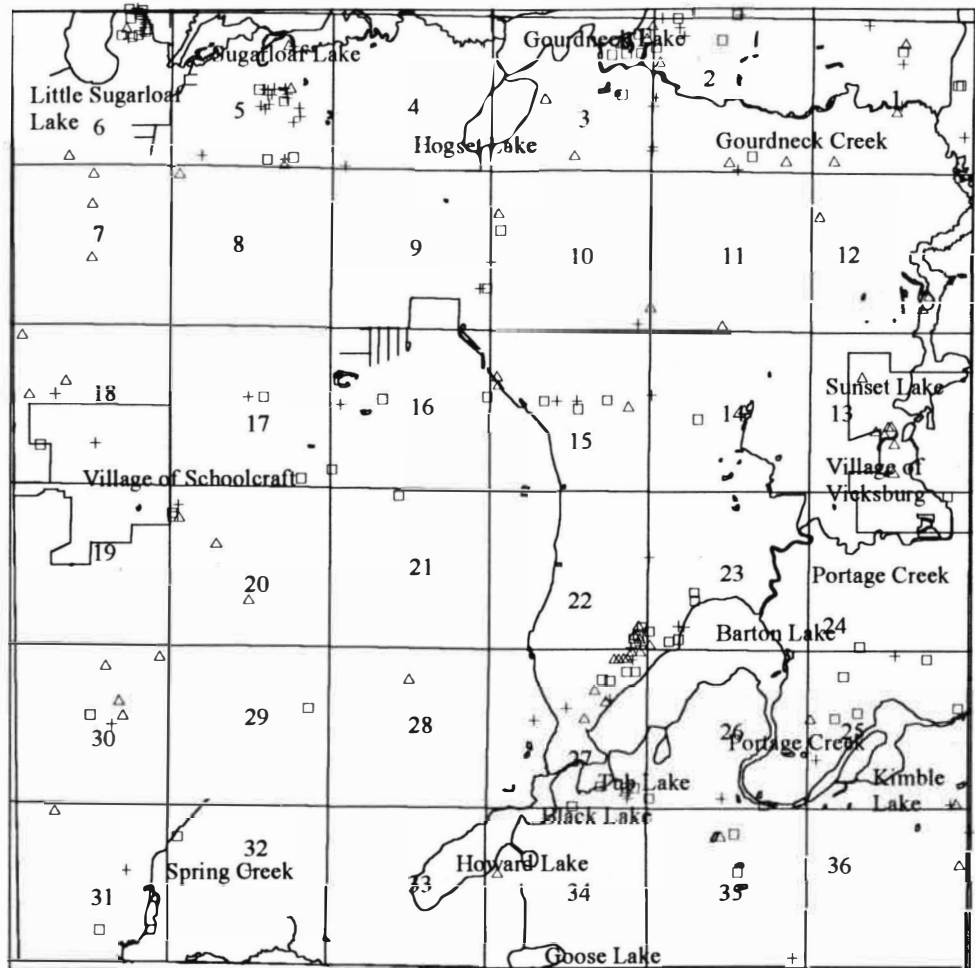 Gourdneck Lake
Sugarloaf Lake
2
Little Sugarloaf
Lake
6
5
4
3
1
Hogset Lake
Gourdneck Creek
7
8
9
10
11
12
18
17
16
15
14
13
Sunset Lake
Village of Schoolcraft
Village of
Vicksburg
19
20
21
22
23
Portage Creek
24
Barton Lake
30
29
28
27
26
25
Portage Creek
Tub Lake
Kimble
Lake
Black Lake
32
Spring Creek
Howard Lake
36
31
33
34
35
Goose Lake